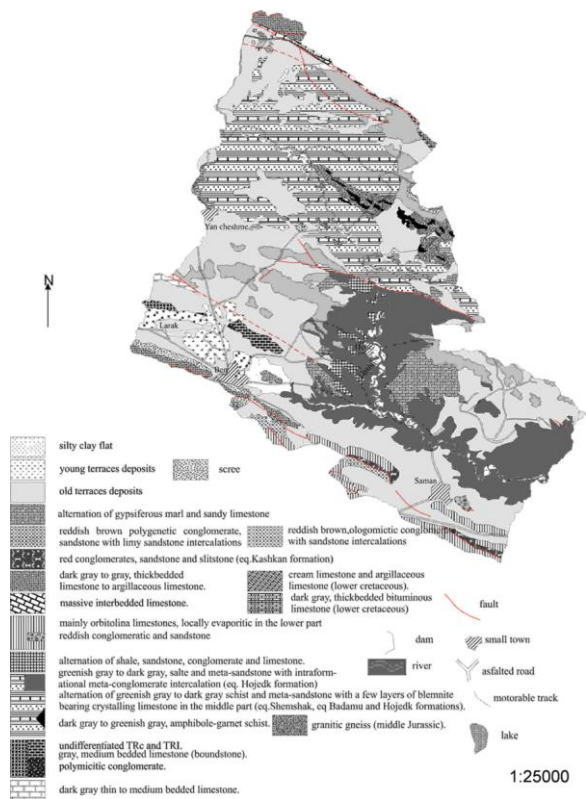 Yan cheshme
N
Larak
Ben
Saman
silty clay flat
young terraces deposits
scree
old terraces deposits
alternation of gypsiferous marl and sandy limestone
reddish brown polygenetic conglomerate,
sandstone with limy sandstone intercalations
reddish brown,ologomictic conglom
with sandstone intercalations
red conglomerates, sandstone and slitstone (eq.Kashkan formation)
dark gray to gray, thickbedded
limestone to argillaceous limestone.
cream limestone and argillaceous
limestone (lower cretaceous).
massive interbedded limestone.
dark gray, thickbedded bituminous
limestone (lower cretaceous)
mainly orbitolina limestones, locally evaporitic in the lower part
reddish conglomeratic and sandstone
fault
dam
small town
river
asfalted road
motorable track
lake
alternation of shale, sandstone, conglomerate and limestone.
greenish gray to dark gray, salte and meta-sandstone with intraform-
ational meta-conglomerate intercalation (eq. Hojedk formation)
alternation of greenish gray to dark gray schist and meta-sandstone with a few layers of blemnite
bearing crystalling limestone in the middle part (eq.Shemshak, eq Badamu and Hojedk formations).
dark gray to greenish gray, amphibole-garnet schist.
granitic gneiss (middle Jurassic).
undifferentiated TRc and TRI.
gray, medium bedded limestone (boundstone).
polymicitic conglomerate.
dark gray thin to medium bedded limestone.
1:25000